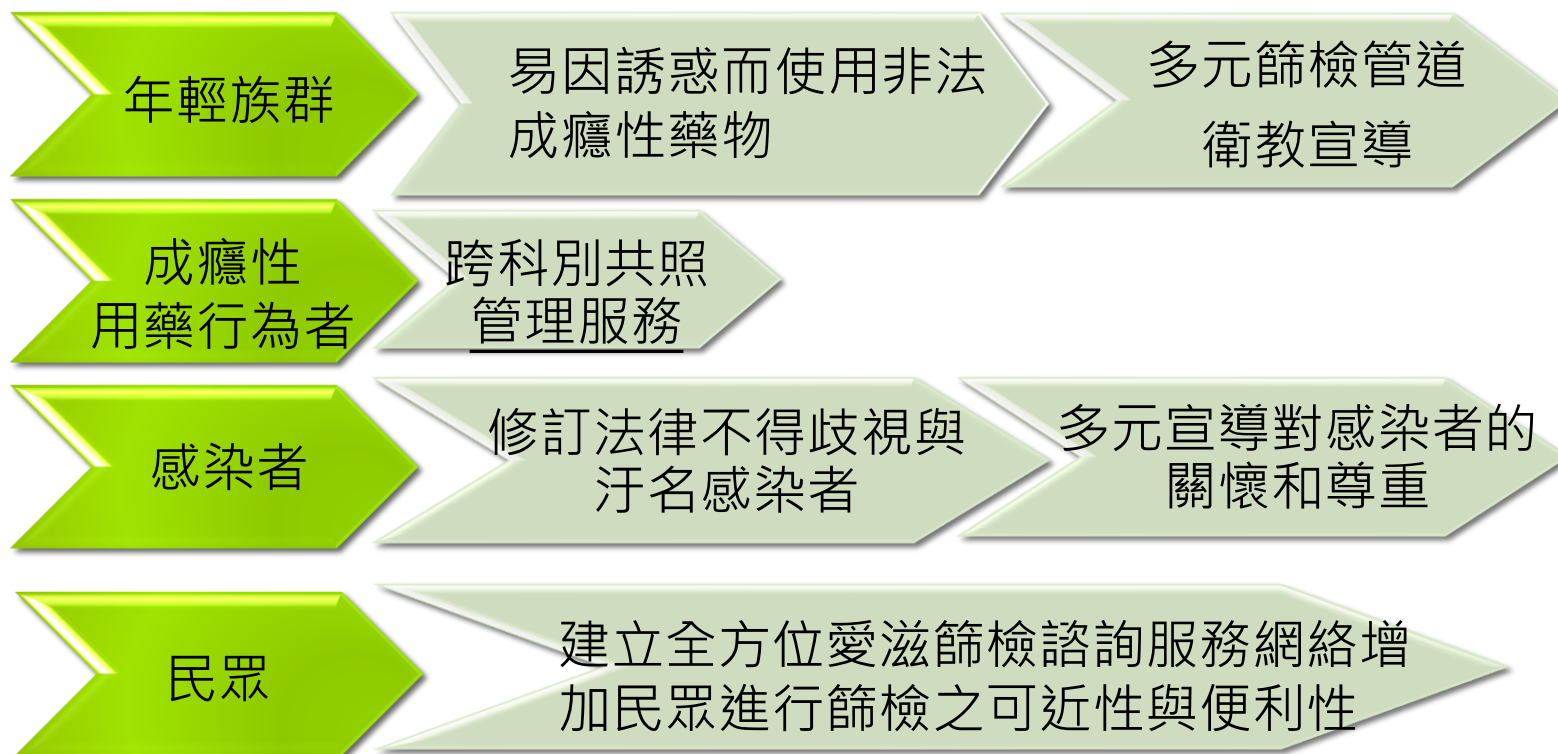 年輕族群
易因誘惑而使用非法
成癮性藥物
多元篩檢管道
衛教宣導
成癮性
用藥行為者
跨科別共照
管理服務
感染者
修訂法律不得歧視與
汙名感染者
多元宣導對感染者的
關懷和尊重
民眾
建立全方位愛滋篩檢諮詢服務網絡增
加民眾進行篩檢之可近性與便利性